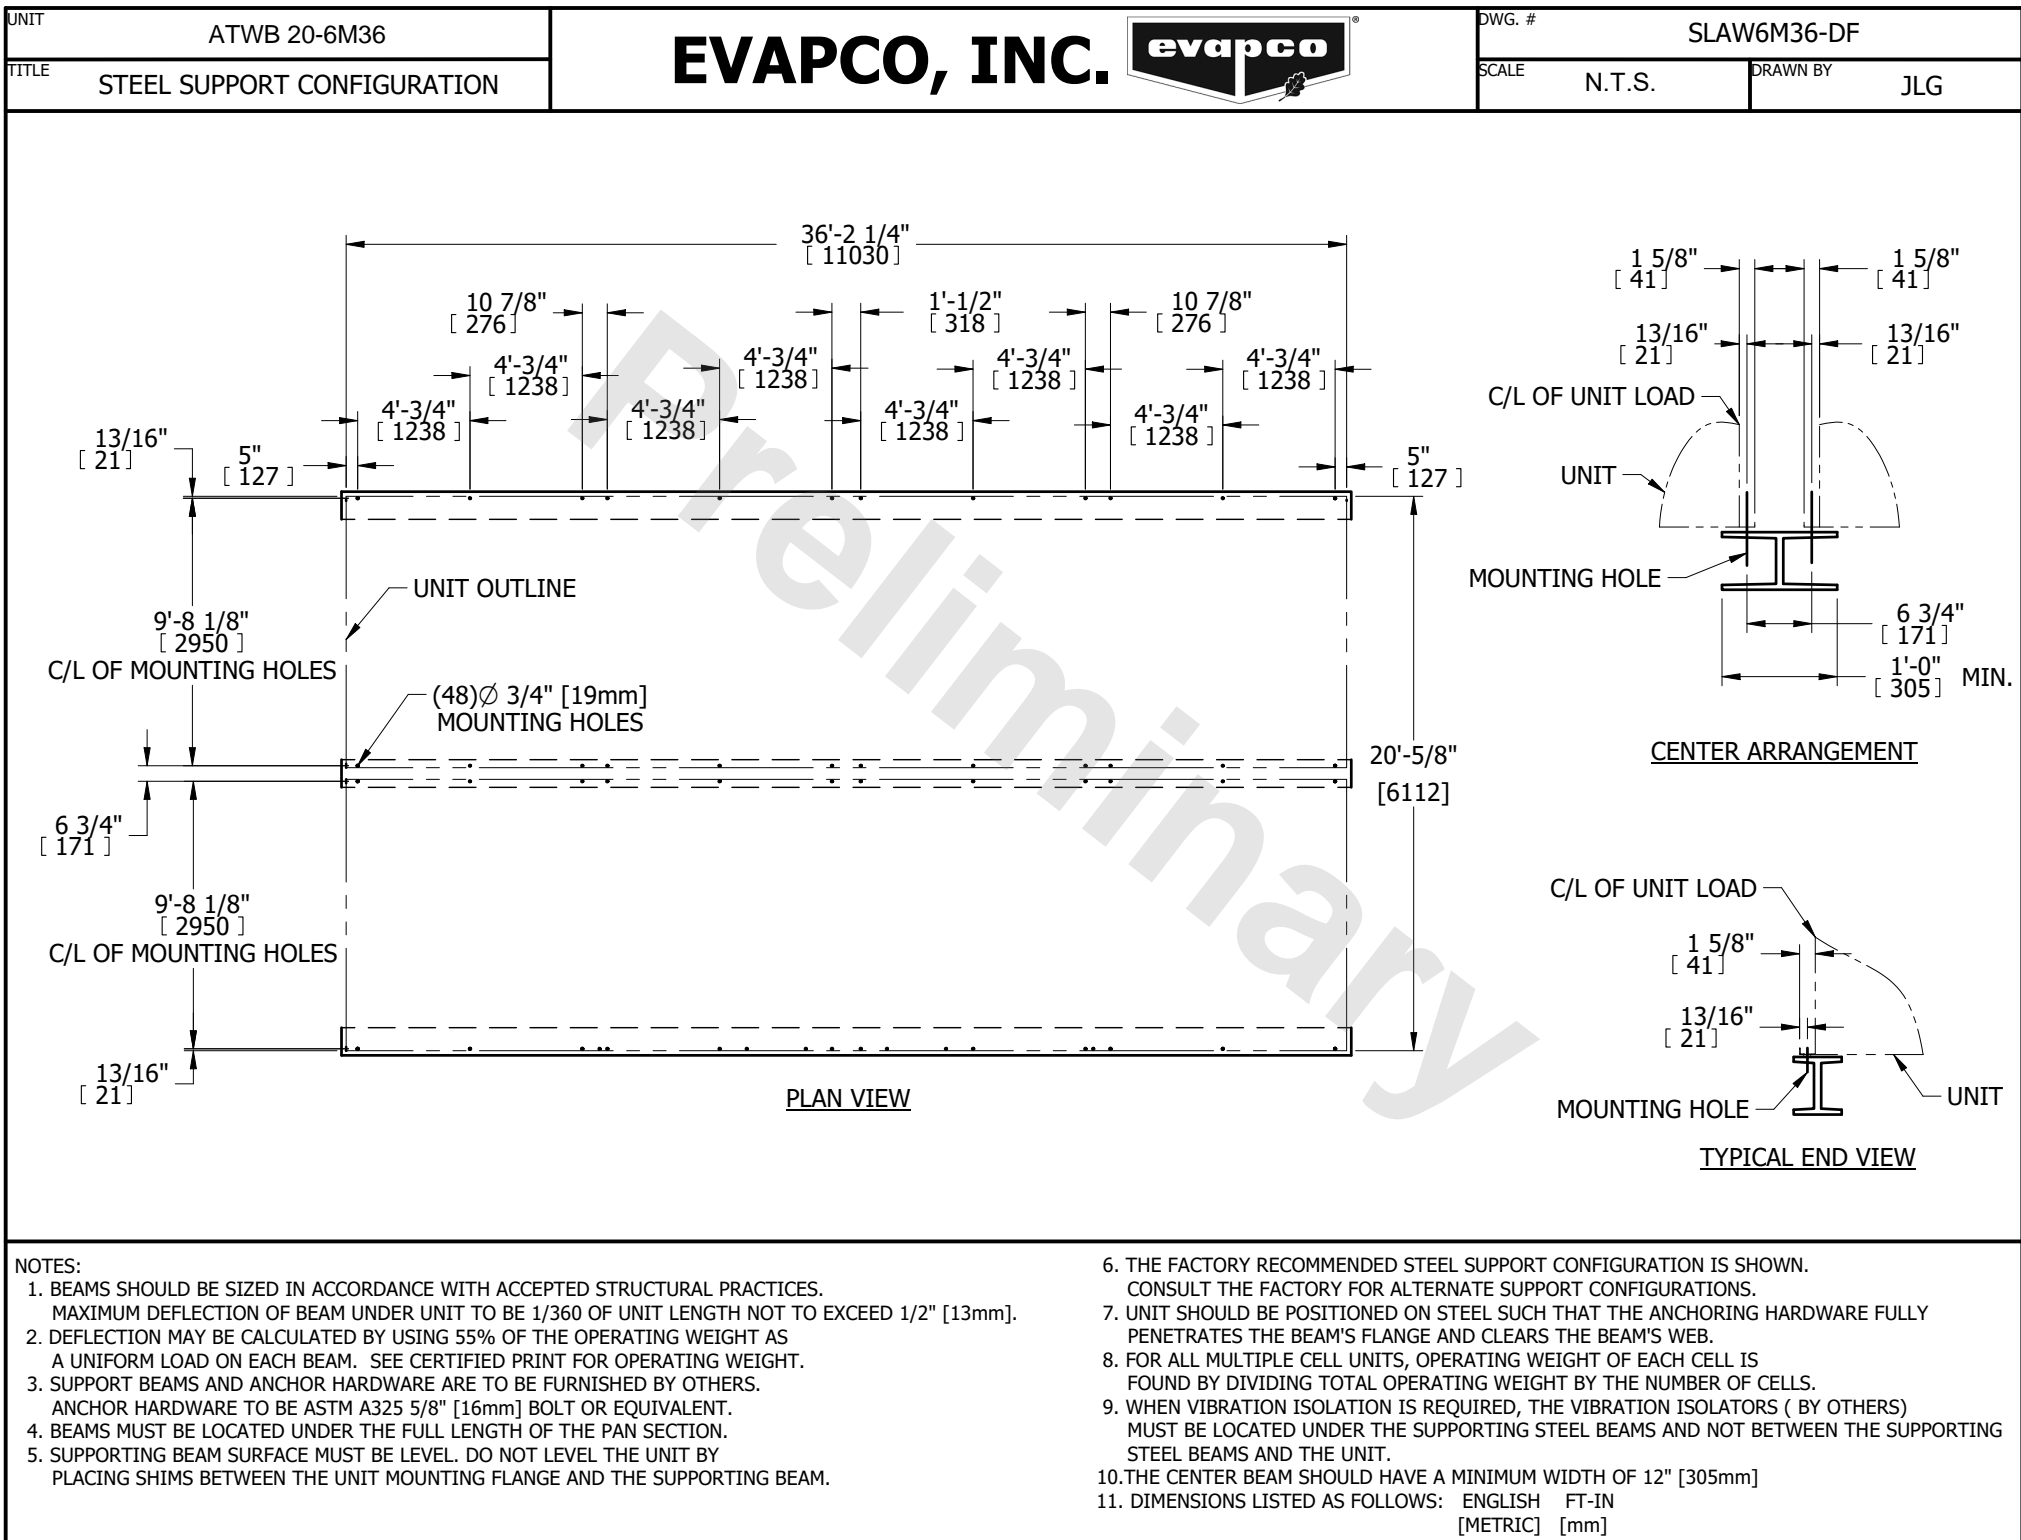 UNIT
ATWB 20-6M36
TITLE
STEEL SUPPORT CONFIGURATION
EVAPCO, INC.
evapco
®
DWG. #
SLAW6M36-DF
SCALE
N.T.S.
DRAWN BY
JLG
36'-2 1/4"
[ 11030 ]
10 7/8"
[ 276 ]
1'-1/2"
[ 318 ]
10 7/8"
[ 276 ]
4'-3/4"
[ 1238 ]
4'-3/4"
[ 1238 ]
4'-3/4"
[ 1238 ]
4'-3/4"
[ 1238 ]
4'-3/4"
[ 1238 ]
4'-3/4"
[ 1238 ]
4'-3/4"
[ 1238 ]
4'-3/4"
[ 1238 ]
13/16"
[ 21 ]
5"
[ 127 ]
5"
[ 127 ]
UNIT OUTLINE
9'-8 1/8"
[ 2950 ]
C/L OF MOUNTING HOLES
(48)∅ 3/4" [19mm]
MOUNTING HOLES
20'-5/8"
[6112]
6 3/4"
[ 171 ]
9'-8 1/8"
[ 2950 ]
C/L OF MOUNTING HOLES
13/16"
[ 21 ]
PLAN VIEW
Preliminary
1 5/8"
[ 41 ]
1 5/8"
[ 41 ]
13/16"
[ 21 ]
13/16"
[ 21 ]
C/L OF UNIT LOAD
UNIT
MOUNTING HOLE
6 3/4"
[ 171 ]
1'-0"
[ 305 ]
MIN.
CENTER ARRANGEMENT
C/L OF UNIT LOAD
1 5/8"
[ 41 ]
13/16"
[ 21 ]
MOUNTING HOLE
UNIT
TYPICAL END VIEW
NOTES:
1. BEAMS SHOULD BE SIZED IN ACCORDANCE WITH ACCEPTED STRUCTURAL PRACTICES.
MAXIMUM DEFLECTION OF BEAM UNDER UNIT TO BE 1/360 OF UNIT LENGTH NOT TO EXCEED 1/2" [13mm].
2. DEFLECTION MAY BE CALCULATED BY USING 55% OF THE OPERATING WEIGHT AS
A UNIFORM LOAD ON EACH BEAM. SEE CERTIFIED PRINT FOR OPERATING WEIGHT.
3. SUPPORT BEAMS AND ANCHOR HARDWARE ARE TO BE FURNISHED BY OTHERS.
ANCHOR HARDWARE TO BE ASTM A325 5/8" [16mm] BOLT OR EQUIVALENT.
4. BEAMS MUST BE LOCATED UNDER THE FULL LENGTH OF THE PAN SECTION.
5. SUPPORTING BEAM SURFACE MUST BE LEVEL. DO NOT LEVEL THE UNIT BY
PLACING SHIMS BETWEEN THE UNIT MOUNTING FLANGE AND THE SUPPORTING BEAM.
6. THE FACTORY RECOMMENDED STEEL SUPPORT CONFIGURATION IS SHOWN.
CONSULT THE FACTORY FOR ALTERNATE SUPPORT CONFIGURATIONS.
7. UNIT SHOULD BE POSITIONED ON STEEL SUCH THAT THE ANCHORING HARDWARE FULLY
PENETRATES THE BEAM'S FLANGE AND CLEARS THE BEAM'S WEB.
8. FOR ALL MULTIPLE CELL UNITS, OPERATING WEIGHT OF EACH CELL IS
FOUND BY DIVIDING TOTAL OPERATING WEIGHT BY THE NUMBER OF CELLS.
9. WHEN VIBRATION ISOLATION IS REQUIRED, THE VIBRATION ISOLATORS ( BY OTHERS)
MUST BE LOCATED UNDER THE SUPPORTING STEEL BEAMS AND NOT BETWEEN THE SUPPORTING
STEEL BEAMS AND THE UNIT.
10.THE CENTER BEAM SHOULD HAVE A MINIMUM WIDTH OF 12" [305mm]
11. DIMENSIONS LISTED AS FOLLOWS: ENGLISH FT-IN
[METRIC] [mm]